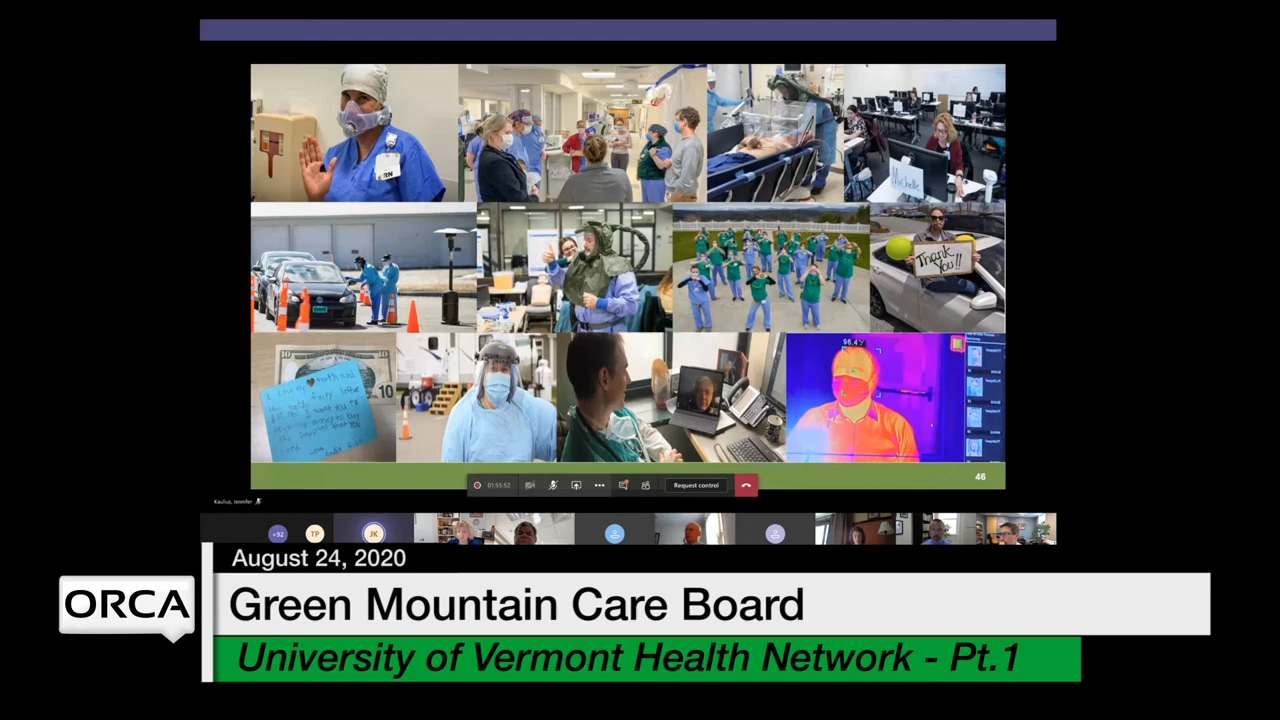 RN
Michelle
Thank
You!!
10
96.4
46
01:55:52
Request control
Kaulius, Jennifer
+92
TP
JK
August 24, 2020
ORCA
Green Mountain Care Board
University of Vermont Health Network - Pt.1